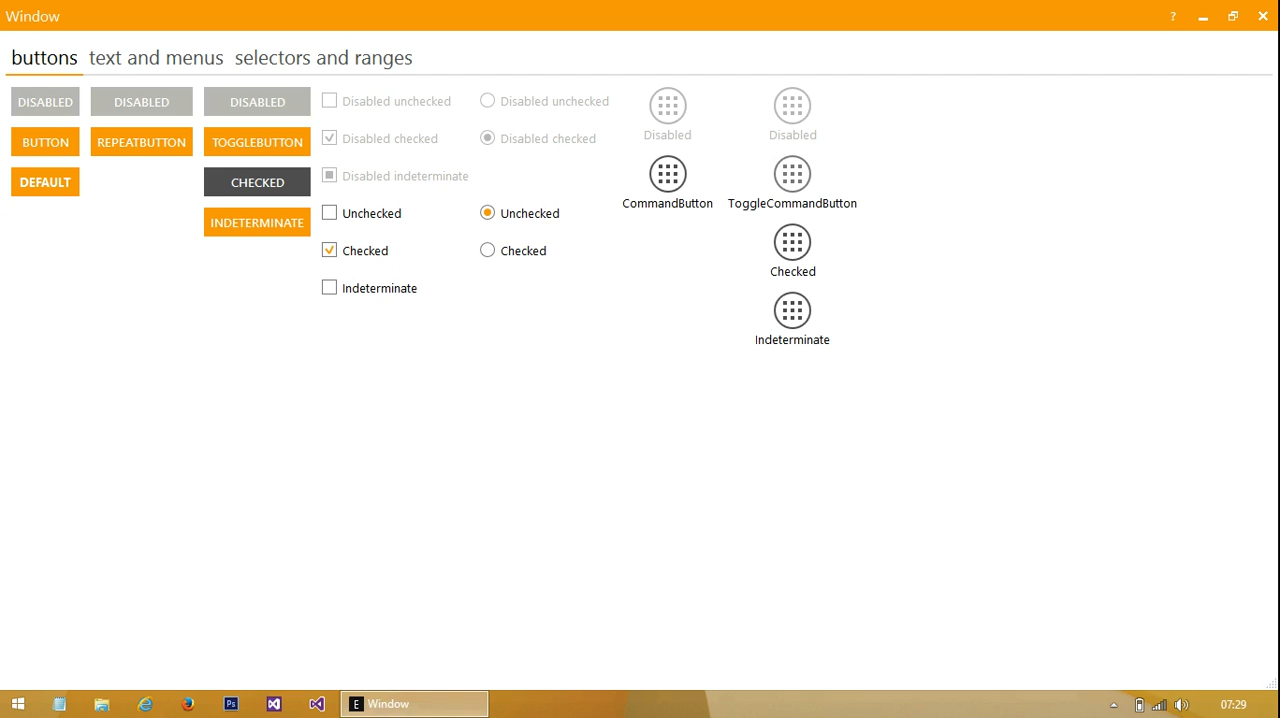 Window
?
buttons text and menus selectors and ranges
DISABLED DISABLED DISABLED Disabled unchecked Disabled unchecked Disabled Disabled
BUTTON REPEATBUTTON TOGGLEBUTTON Disabled checked Disabled checked
DEFAULT CHECKED Disabled indeterminate CommandButton ToggleCommandButton
INDETERMINATE Unchecked Unchecked
Checked Checked Checked
Indeterminate Indeterminate
Ps E Window 07:29